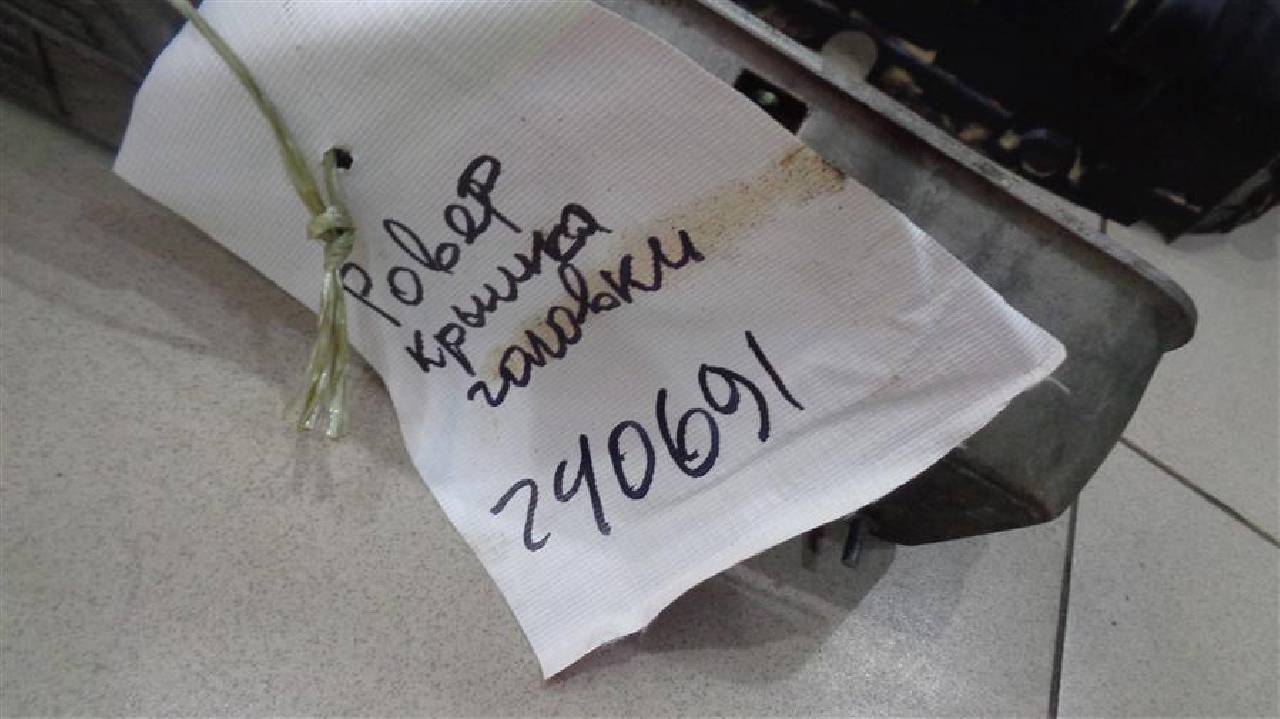 Ровер
крышка
головки
240691